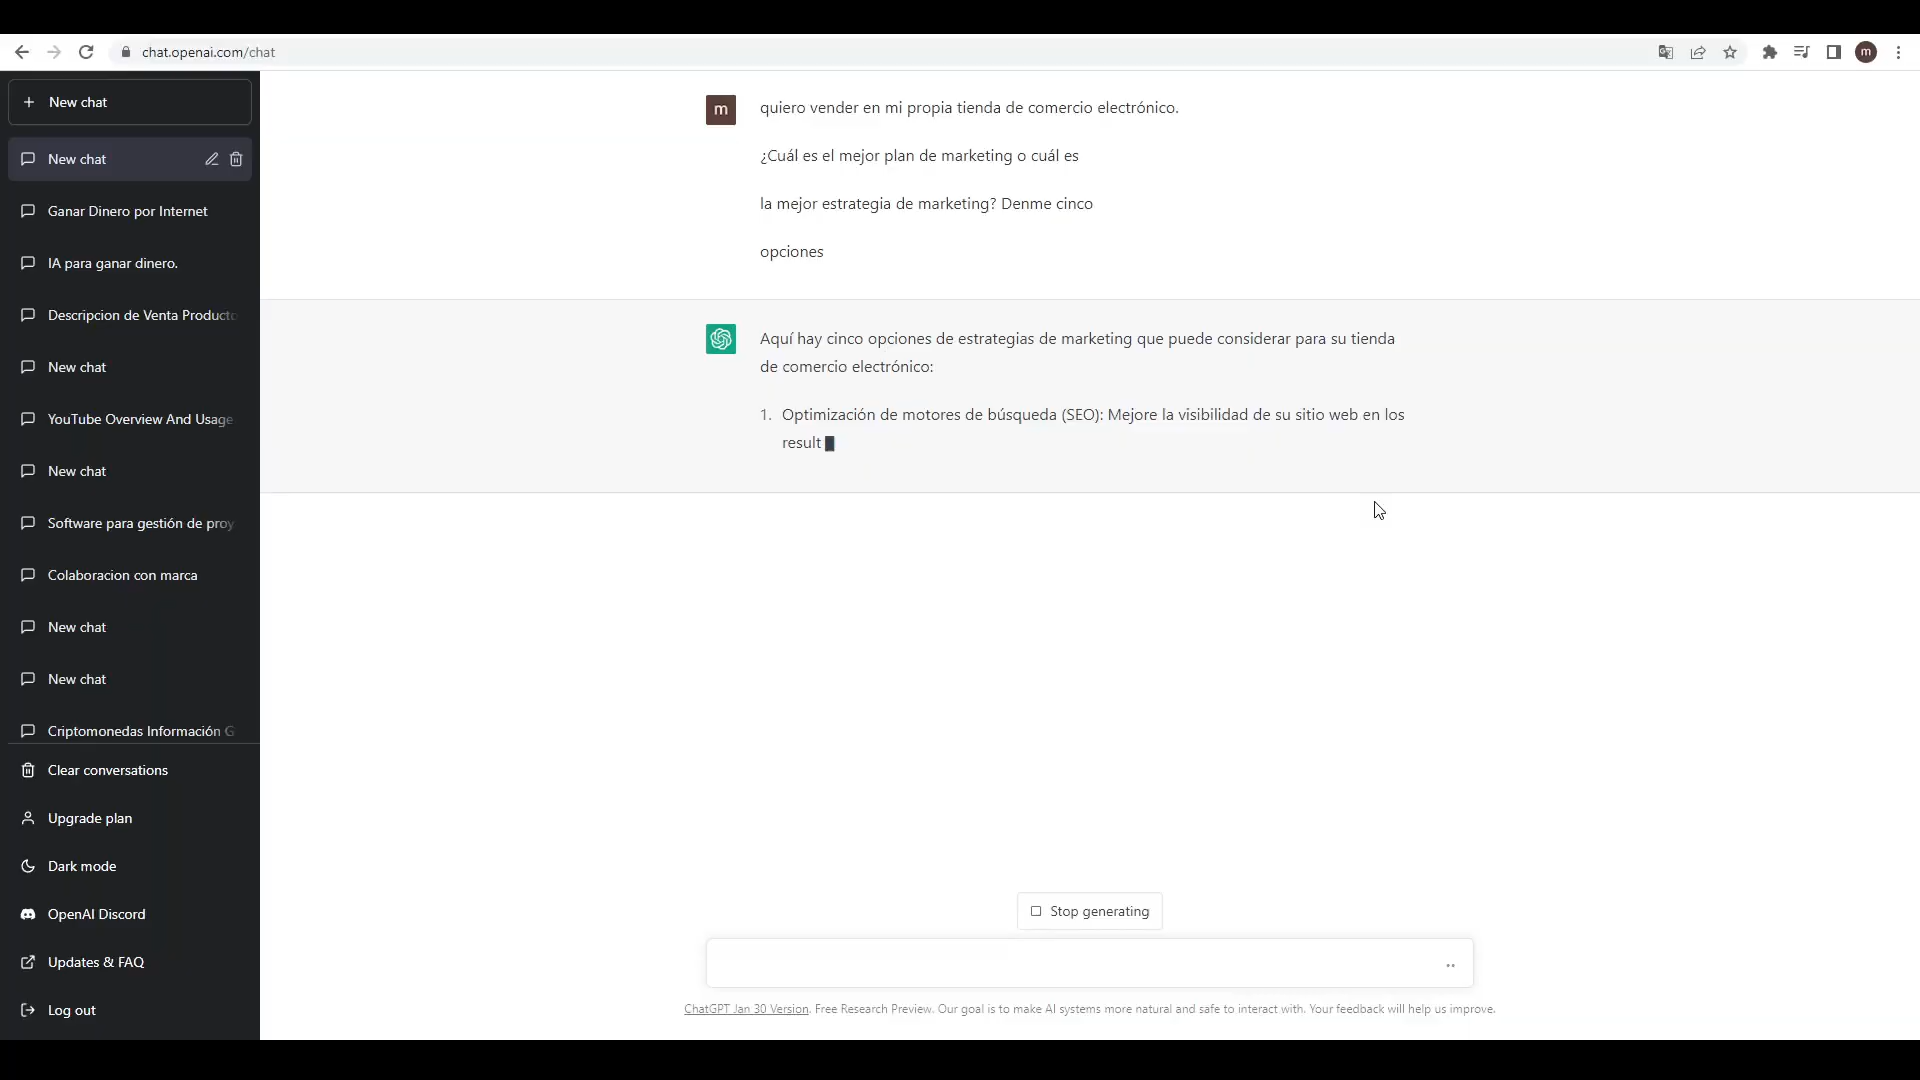 chat.openai.com/chat
m
New chat
New chat
Ganar Dinero por Internet
IA para ganar dinero.
Descripcion de Venta Producto
New chat
YouTube Overview And Usage
New chat
Software para gestión de proy
Colaboracion con marca
New chat
New chat
Criptomonedas Información G
Clear conversations
Upgrade plan
Dark mode
OpenAI Discord
Updates & FAQ
Log out
m
quiero vender en mi propia tienda de comercio electrónico.
¿Cuál es el mejor plan de marketing o cuál es
la mejor estrategia de marketing? Denme cinco
opciones
Aquí hay cinco opciones de estrategias de marketing que puede considerar para su tienda
de comercio electrónico:
1. Optimización de motores de búsqueda (SEO): Mejore la visibilidad de su sitio web en los
result
Stop generating
ChatGPT Jan 30 Version. Free Research Preview. Our goal is to make AI systems more natural and safe to interact with. Your feedback will help us improve.